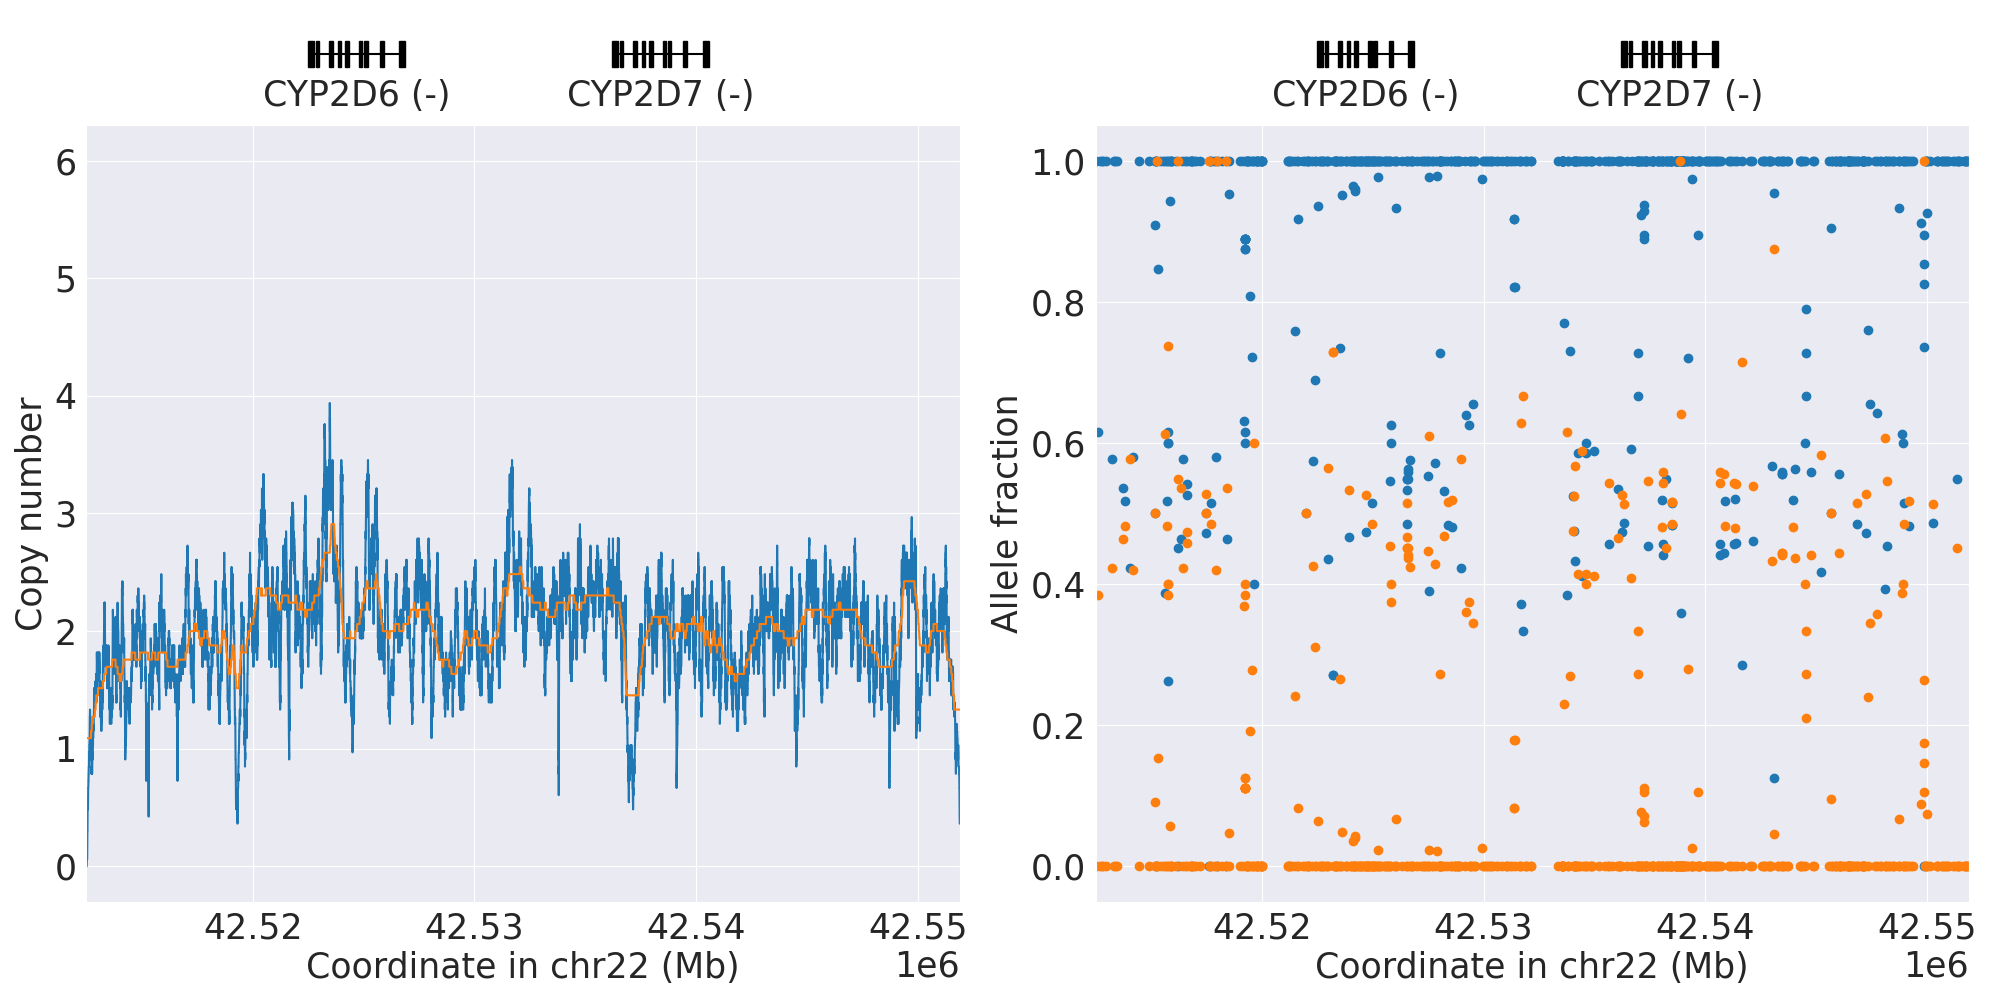 CYP2D6 (-)
CYP2D7 (-)
6
5
4
3
2
1
0
Copy number
42.52
42.53
42.54
42.55
Coordinate in chr22 (Mb)
1e6
CYP2D6 (-)
CYP2D7 (-)
1.0
0.8
0.6
0.4
0.2
0.0
Allele fraction
42.52
42.53
42.54
42.55
Coordinate in chr22 (Mb)
1e6